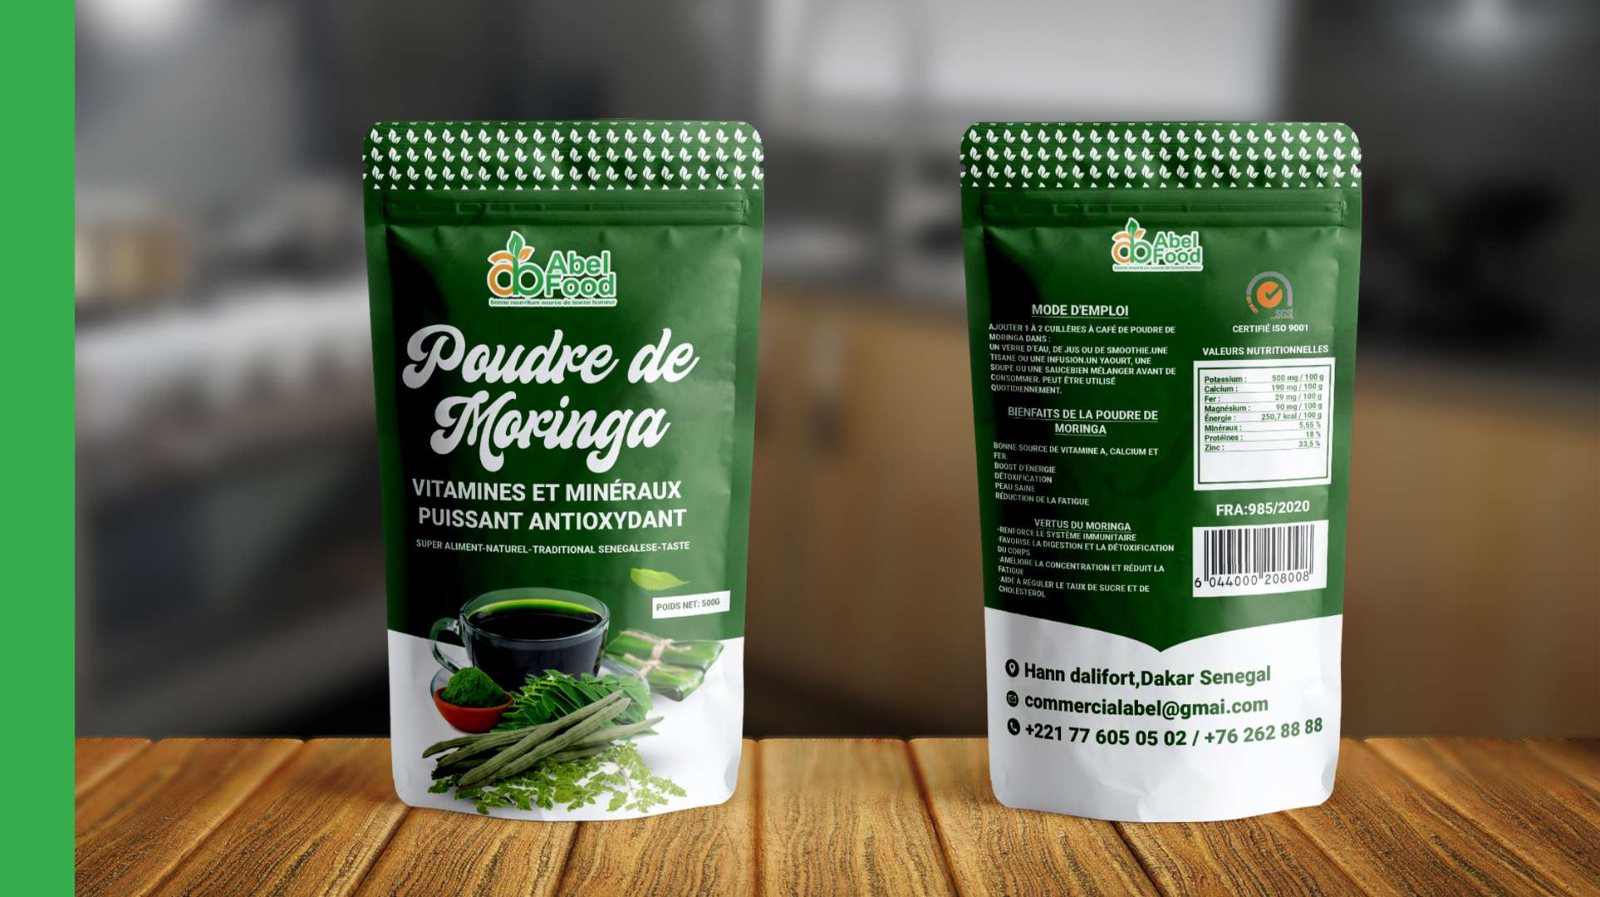 Abel
Food
bonne nourriture source de bonne humeur
Poudre de
Moringa
VITAMINES ET MINÉRAUX
PUISSANT ANTIOXYDANT
SUPER ALIMENT-NATUREL-TRADITIONAL SENEGALESE-TASTE
POIDS NET: 500G
Abel
Food
bonne nourriture source de bonne humeur
MODE D'EMPLOI
AJOUTER 1 À 2 CUILLÈRES À CAFÉ DE POUDRE DE
MORINGA DANS :
UN VERRE D'EAU, DE JUS OU DE SMOOTHIE.UNE
TISANE OU UNE INFUSION.UN YAOURT, UNE
SOUPE OU UNE SAUCEBIEN MÉLANGER AVANT DE
CONSOMMER. PEUT ÊTRE UTILISÉ
QUOTIDIENNEMENT.
BIENFAITS DE LA POUDRE DE
MORINGA
BONNE SOURCE DE VITAMINE A, CALCIUM ET
FER.
BOOST D'ÉNERGIE
DÉTOXIFICATION
PEAU SAINE
RÉDUCTION DE LA FATIGUE
VERTUS DU MORINGA
-RENFORCE LE SYSTÈME IMMUNITAIRE
-FAVORISE LA DIGESTION ET LA DÉTOXIFICATION
DU CORPS
-AMÉLIORE LA CONCENTRATION ET RÉDUIT LA
FATIGUE
-AIDE À RÉGULER LE TAUX DE SUCRE ET DE
CHOLESTÉROL
SGS
CERTIFIÉ ISO 9001
VALEURS NUTRITIONNELLES
Potassium : 500 mg / 100 g
Calcium : 190 mg / 100 g
Fer : 29 mg / 100 g
Magnésium : 90 mg / 100 g
Énergie : 250,7 kcal / 100 g
Minéraux : 5,55 %
Protéines : 18 %
Zinc : 33,5 %
FRA:985/2020
6 044000 208008
Hann dalifort,Dakar Senegal
commercialabel@gmai.com
+221 77 605 05 02 / +76 262 88 88